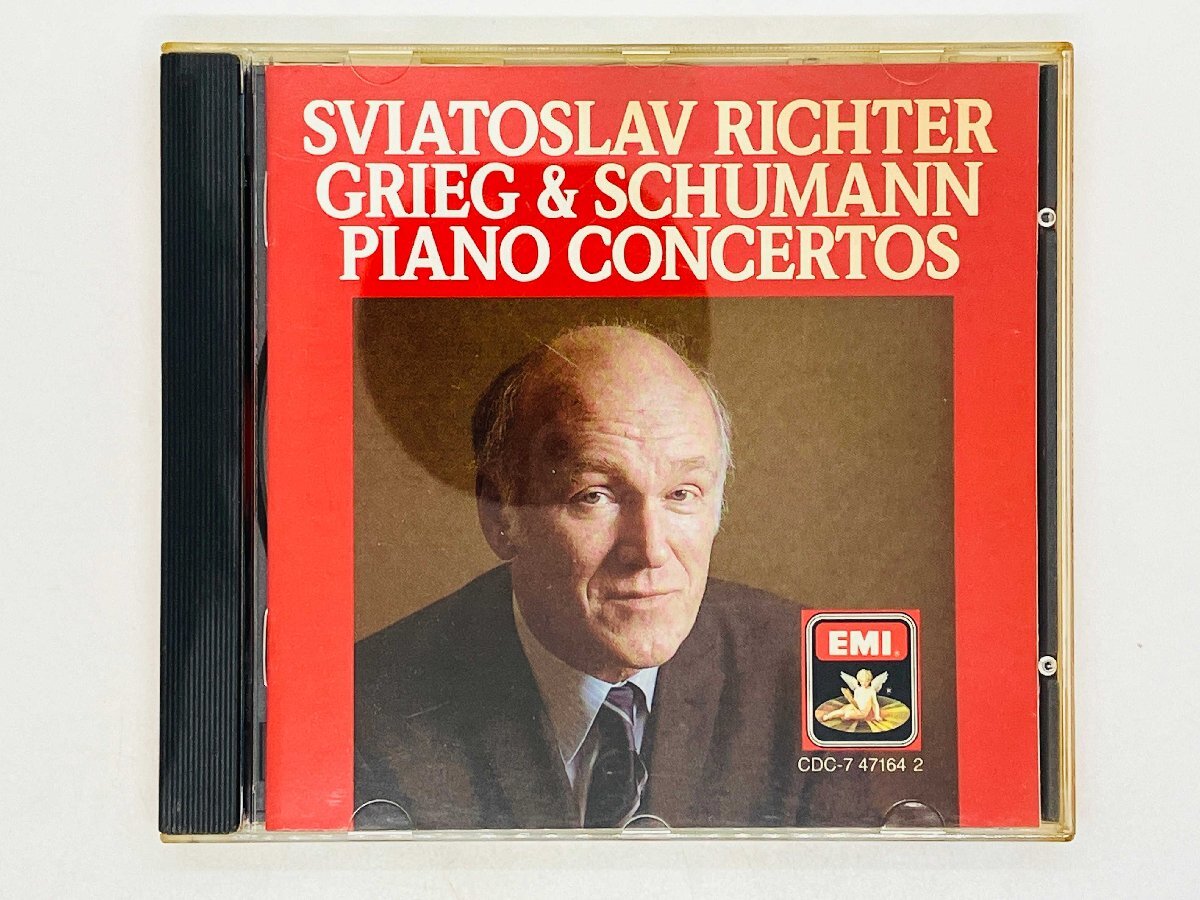 SVIATOSLAV RICHTER
GRIEG & SCHUMANN
PIANO CONCERTOS
EMI
CDC-7 47164 2